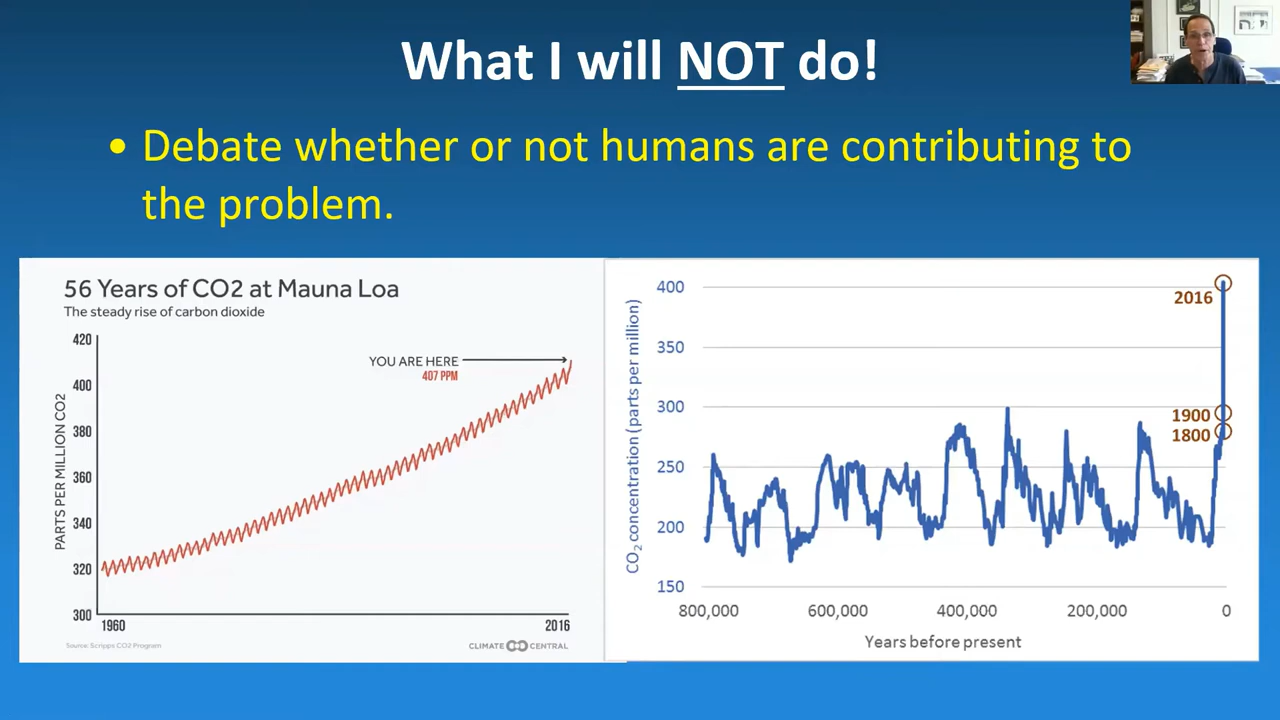 What I will NOT do!
• Debate whether or not humans are contributing to
the problem.
56 Years of CO2 at Mauna Loa
The steady rise of carbon dioxide
PARTS PER MILLION CO2
420
400
380
360
340
320
300
YOU ARE HERE
407 PPM
1960
2016
Source: Scripps CO2 Program
CLIMATE CENTRAL
CO₂ concentration (parts per million)
400
350
300
250
200
150
2016
1900
1800
800,000
600,000
400,000
200,000
0
Years before present